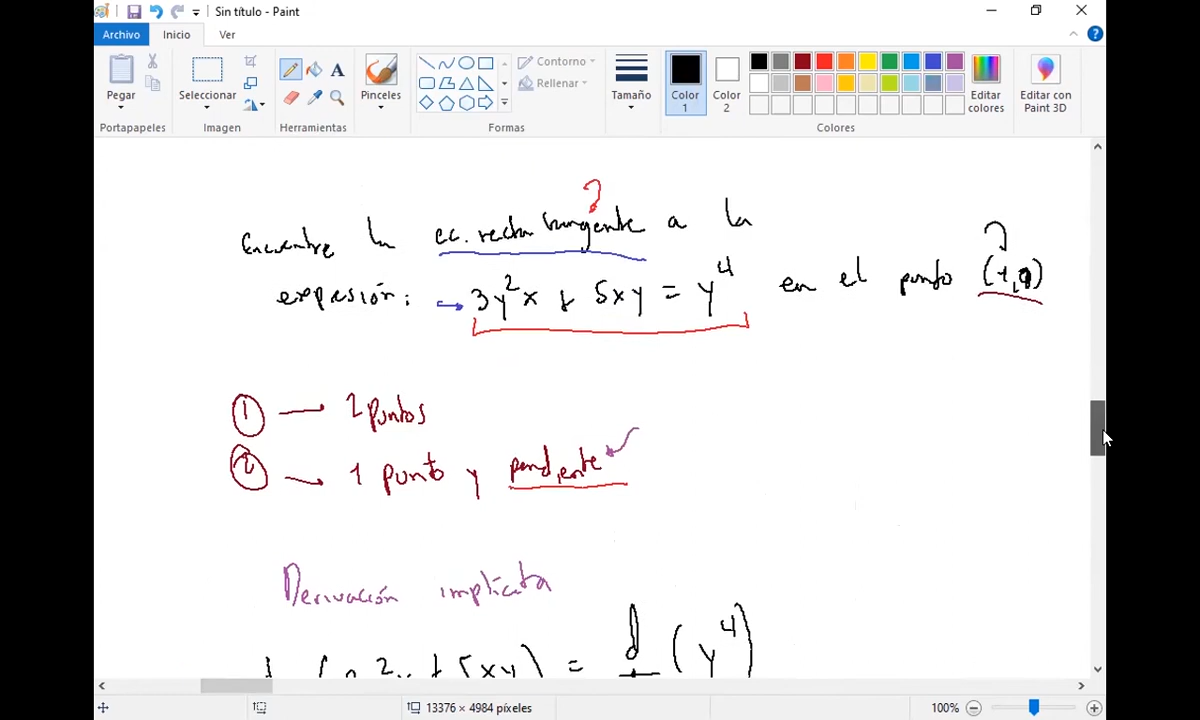 Sin título - Paint
Archivo Inicio Ver
Pegar
Portapapeles
Seleccionar
Imagen
A
Herramientas
Pinceles
Contorno
Rellenar
Formas
Tamaño
Color 1
Color 2
Colores
Editar colores
Editar con Paint 3D
Encuentre la ec. recta tangente a la
expresión: → 3y²x + 5xy = y⁴ en el punto
① → 2 puntos
② → 1 punto y pendiente
Derivación implícita
= d (y⁴)
13376 × 4984 píxeles
100%